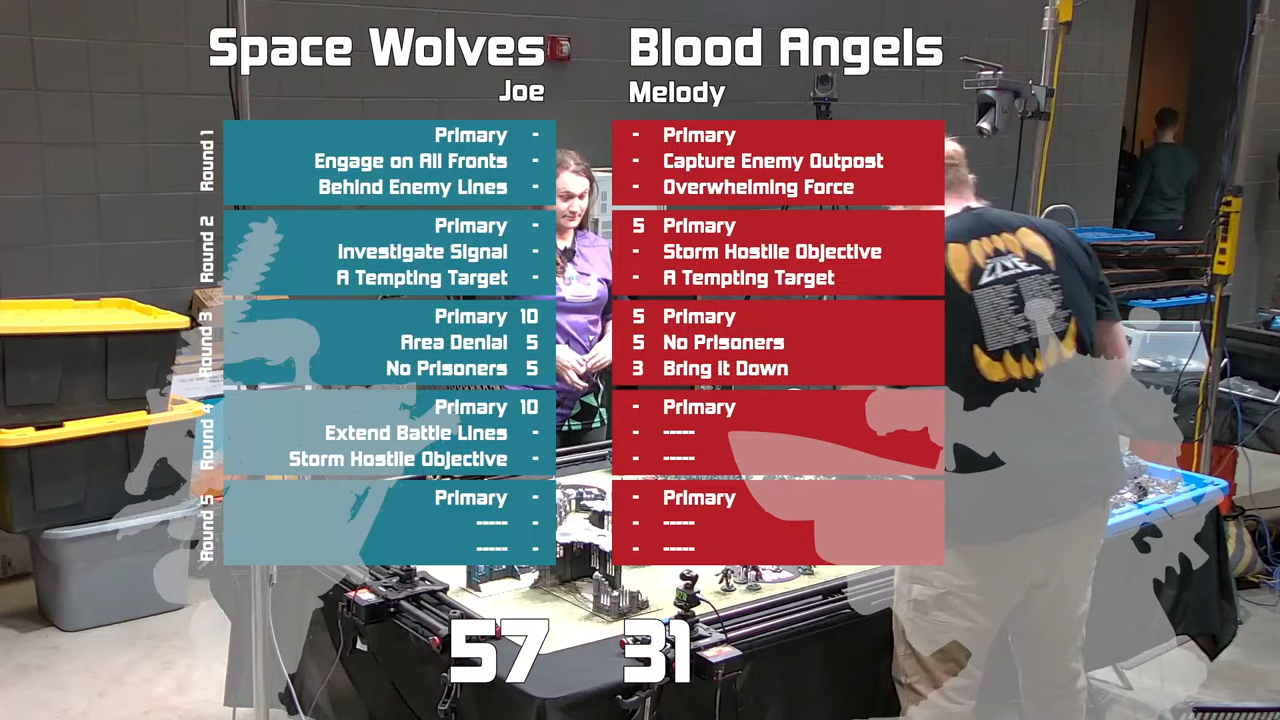 Space Wolves
Joe
Blood Angels
Melody
Round 1
Primary -
Engage on All Fronts -
Behind Enemy Lines -
- Primary
- Capture Enemy Outpost
- Overwhelming Force
Round 2
Primary -
Investigate Signal -
A Tempting Target -
5 Primary
- Storm Hostile Objective
- A Tempting Target
Round 3
Primary 10
Area Denial 5
No Prisoners 5
5 Primary
5 No Prisoners
3 Bring It Down
Round 4
Primary 10
Extend Battle Lines -
Storm Hostile Objective -
- Primary
- -----
- -----
Round 5
Primary -
----- -
----- -
- Primary
- -----
- -----
57
31